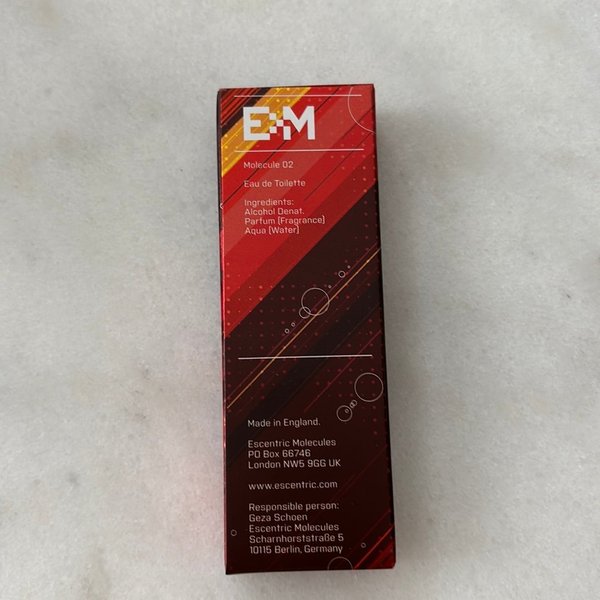 E×M
Molecule 02
Eau de Toilette
Ingredients:
Alcohol Denat.
Parfum (Fragrance)
Aqua (Water)
Made in England.
Escentric Molecules
PO Box 66746
London NW5 9GG UK
www.escentric.com
Responsible person:
Geza Schoen
Escentric Molecules
Scharnhorststraße 5
10115 Berlin, Germany